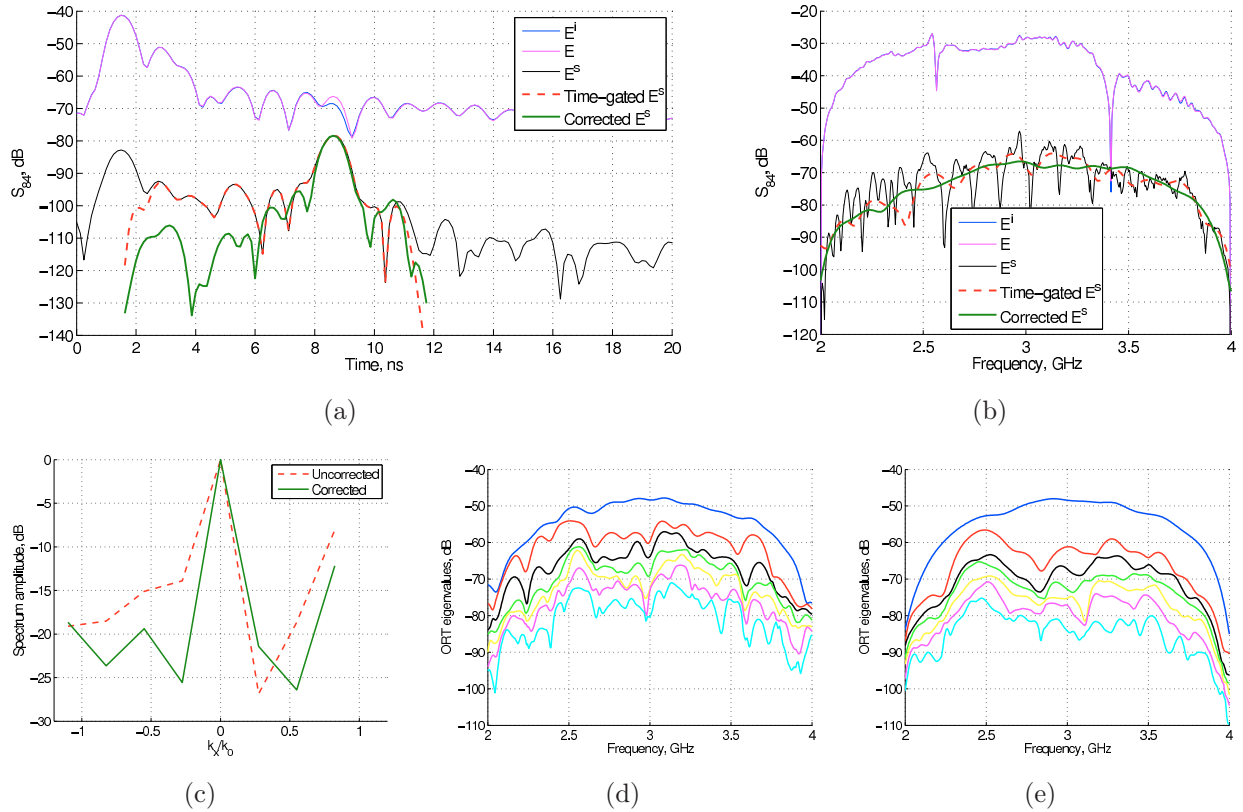 −40
−50
−60
−70
−80
−90
−100
−110
−120
−130
−140
S84, dB
0 2 4 6 8 10 12 14 16 18 20
Time, ns
E^i
E
E^s
Time−gated E^s
Corrected E^s
(a)
−20
−30
−40
−50
−60
−70
−80
−90
−100
−110
−120
S84, dB
2 2.5 3 3.5 4
Frequency, GHz
E^i
E
E^s
Time−gated E^s
Corrected E^s
(b)
0
−5
−10
−15
−20
−25
−30
Spectrum amplitude, dB
−1 −0.5 0 0.5 1
kx/ko
Uncorrected
Corrected
(c)
−40
−50
−60
−70
−80
−90
−100
−110
ORT eigenvalues, dB
2 2.5 3 3.5 4
Frequency, GHz
(d)
−40
−50
−60
−70
−80
−90
−100
−110
ORT eigenvalues, dB
2 2.5 3 3.5 4
Frequency, GHz
(e)